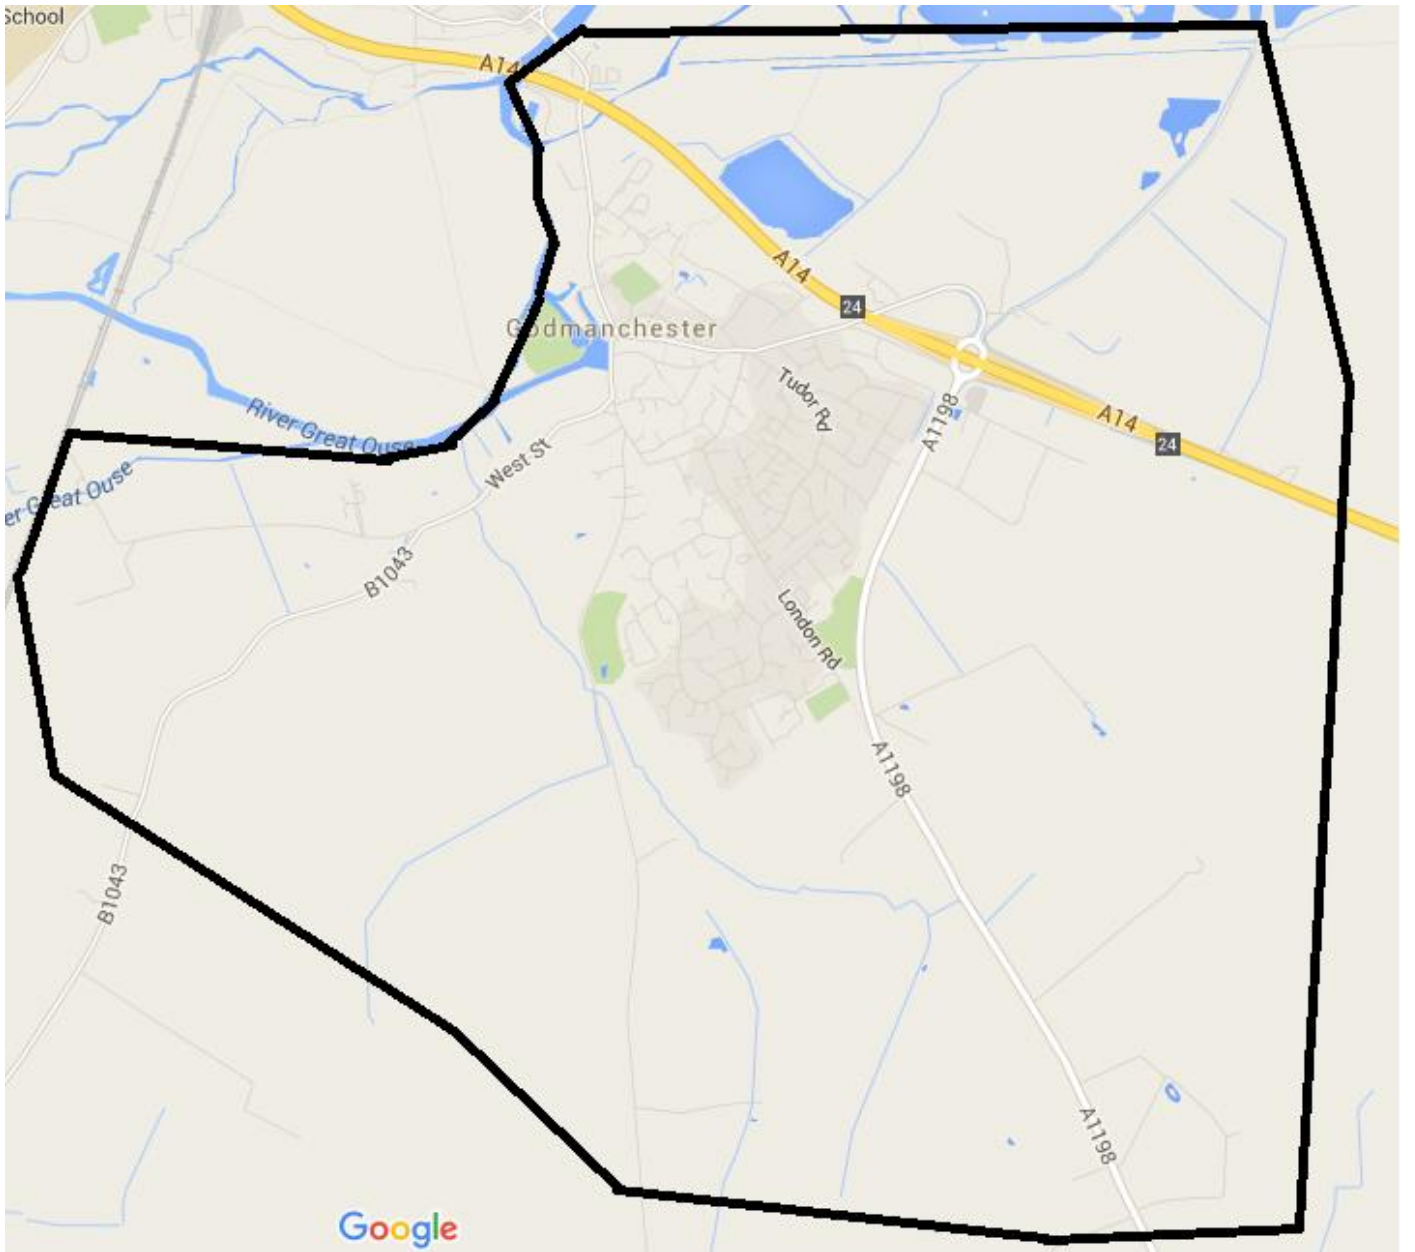 School
A14
A14
24
Godmanchester
Tudor Rd
A1198
A14
24
River Great Ouse
West St
er Great Ouse
B1043
London Rd
A1198
B1043
A1198
Google